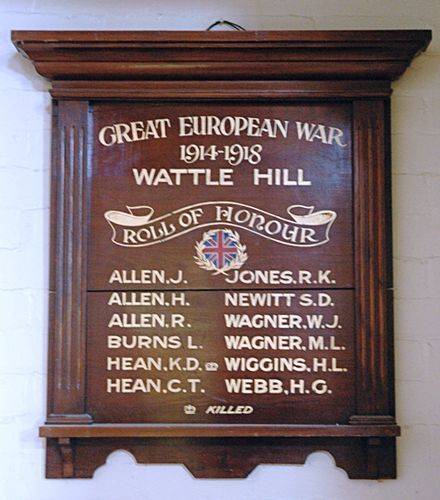 GREAT EUROPEAN WAR
1914-1918
WATTLE HILL
ROLL OF HONOUR
ALLEN.J. JONES.R.K.
ALLEN.H. NEWITT S.D.
ALLEN.R. WAGNER.W.J.
BURNS L. WAGNER.M.L.
HEAN.K.D. WIGGINS.H.L.
HEAN.C.T. WEBB.H.G.
KILLED